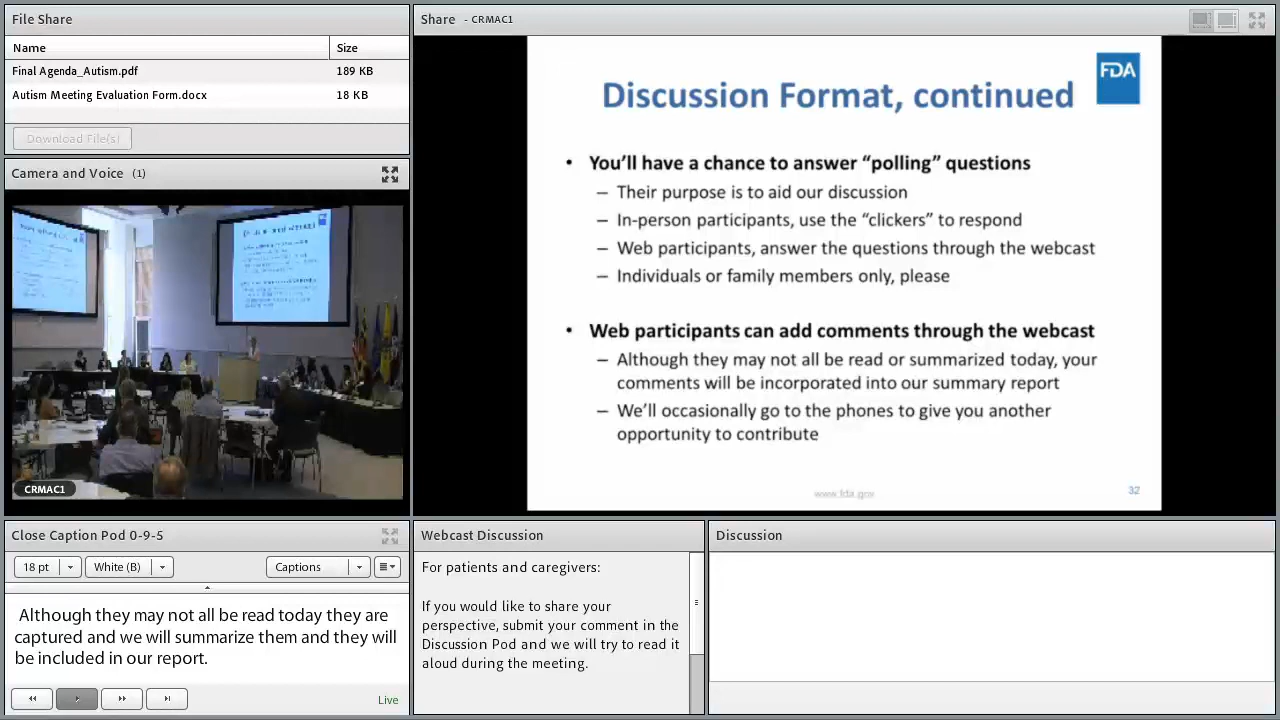 File Share
Name
Size
Final Agenda_Autism.pdf
189 KB
Autism Meeting Evaluation Form.docx
18 KB
Download File(s)
Camera and Voice (1)
CRMAC1
Close Caption Pod 0-9-5
18 pt
White (B)
Captions
Although they may not all be read today they are
captured and we will summarize them and they will
be included in our report.
Live
Share - CRMAC1
FDA
Discussion Format, continued
• You’ll have a chance to answer “polling” questions
– Their purpose is to aid our discussion
– In-person participants, use the “clickers” to respond
– Web participants, answer the questions through the webcast
– Individuals or family members only, please
• Web participants can add comments through the webcast
– Although they may not all be read or summarized today, your
comments will be incorporated into our summary report
– We’ll occasionally go to the phones to give you another
opportunity to contribute
www.fda.gov
32
Webcast Discussion
For patients and caregivers:
If you would like to share your
perspective, submit your comment in the
Discussion Pod and we will try to read it
aloud during the meeting.
Discussion